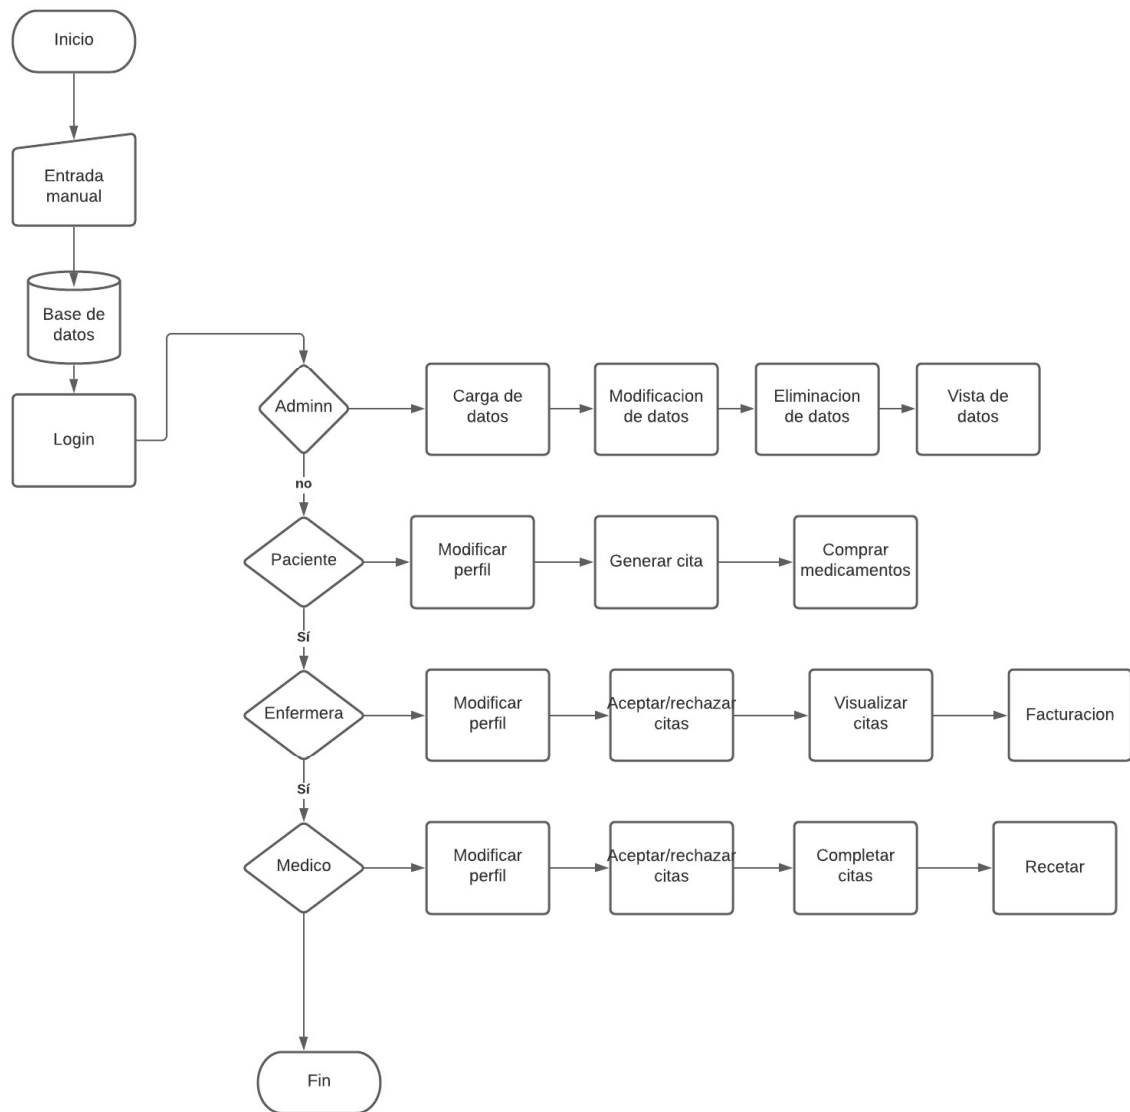 Inicio
Entrada
manual
Base de
datos
Login
Adminn
Carga de
datos
Modificacion
de datos
Eliminacion
de datos
Vista de
datos
no
Paciente
Modificar
perfil
Generar cita
Comprar
medicamentos
Sí
Enfermera
Modificar
perfil
Aceptar/rechazar
citas
Visualizar
citas
Facturacion
Sí
Medico
Modificar
perfil
Aceptar/rechazar
citas
Completar
citas
Recetar
Fin